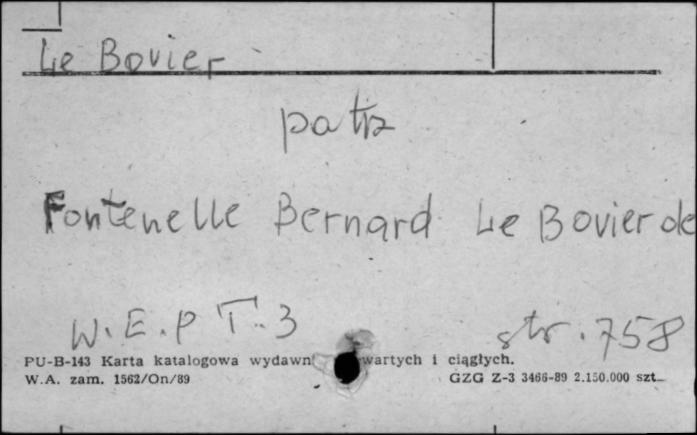 Le Bovier
patrz
Fontenelle Bernard Le Bovier de
W.E.P T.3 str. 758
PU-B-143 Karta katalogowa wydawn wartych i ciągłych.
W.A. zam. 1562/On/89 GZG Z-3 3466-89 2.150.000 szt.